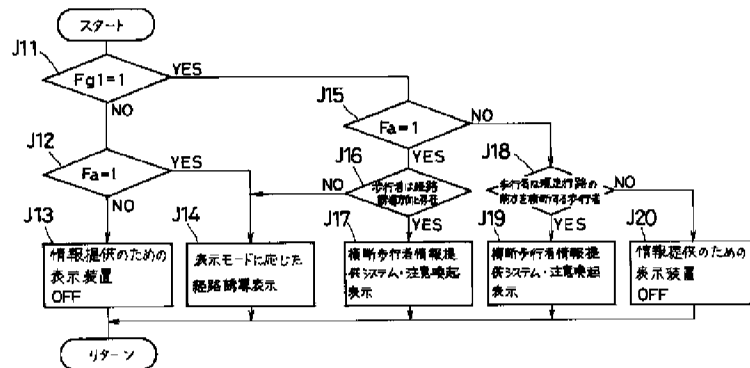 スタート
J11
Fg1=1
YES
NO
J15
Fa=1
NO
YES
J12
Fa=1
YES
NO
J16
歩行者は経路
誘導方向に存在
NO
YES
J18
歩行者は現走行路の
前方を横断する歩行者
NO
YES
J13
情報提供のための
表示装置
OFF
J14
表示モードに応じた
経路誘導表示
J17
横断歩行者情報提
供システム・注意喚起
表示
J19
横断歩行者情報提
供システム・注意喚起
表示
J20
情報提供のための
表示装置
OFF
リターン